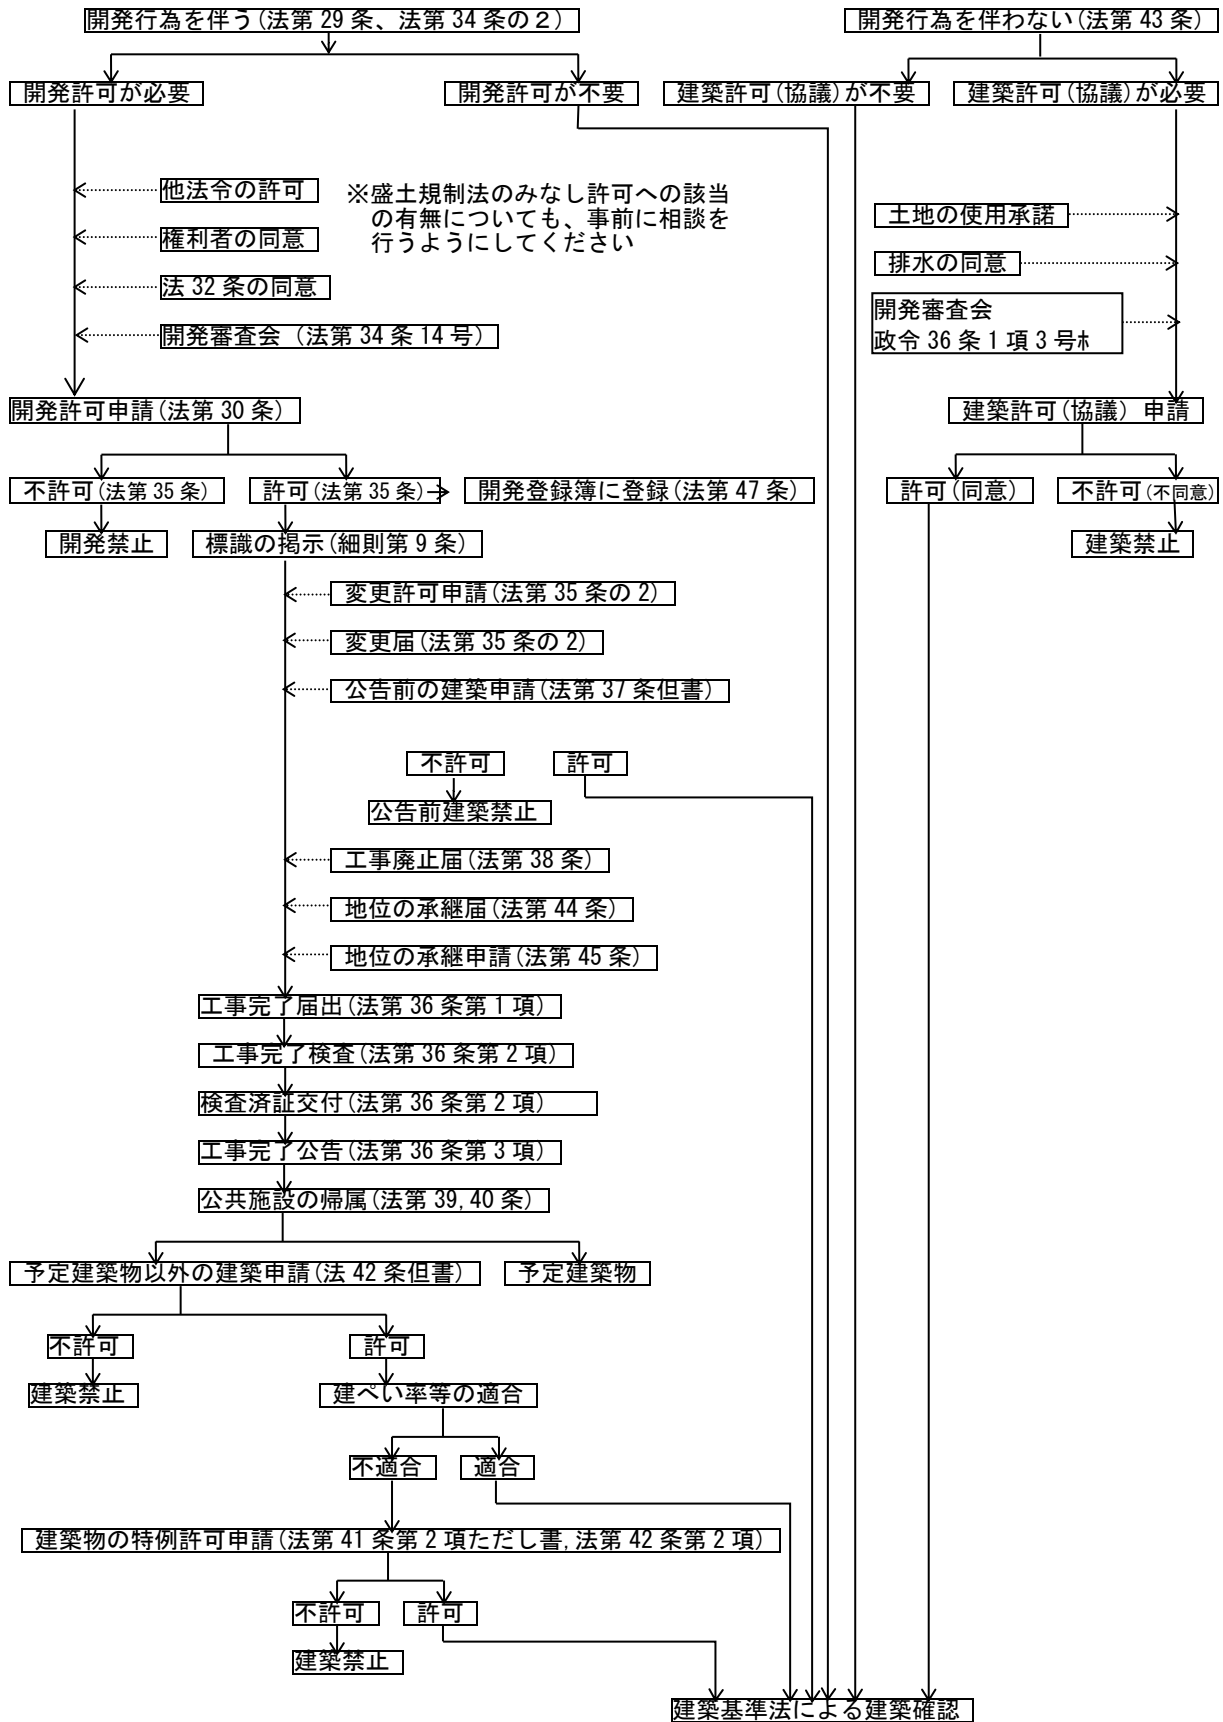 開発行為を伴う(法第29条、法第34条の２)
開発行為を伴わない(法第43条)
開発許可が必要
開発許可が不要
建築許可(協議)が不要
建築許可(協議)が必要
他法令の許可
※盛土規制法のみなし許可への該当
の有無についても、事前に相談を
行うようにしてください
権利者の同意
法32条の同意
開発審査会（法第34条14号）
土地の使用承諾
排水の同意
開発審査会
政令36条1項3号ﾎ
開発許可申請(法第30条)
建築許可(協議）申請
不許可(法第35条)
許可(法第35条)
開発登録簿に登録(法第47条)
許可(同意)
不許可(不同意)
開発禁止
標識の掲示(細則第9条)
建築禁止
変更許可申請(法第35条の2)
変更届(法第35条の2)
公告前の建築申請(法第37条但書)
不許可
許可
公告前建築禁止
工事廃止届(法第38条)
地位の承継届(法第44条)
地位の承継申請(法第45条)
工事完了届出(法第36条第1項)
工事完了検査(法第36条第2項)
検査済証交付(法第36条第2項)
工事完了公告(法第36条第3項)
公共施設の帰属(法第39,40条)
予定建築物以外の建築申請(法42条但書)
予定建築物
不許可
許可
建築禁止
建ぺい率等の適合
不適合
適合
建築物の特例許可申請(法第41条第2項ただし書,法第42条第2項)
不許可
許可
建築禁止
建築基準法による建築確認